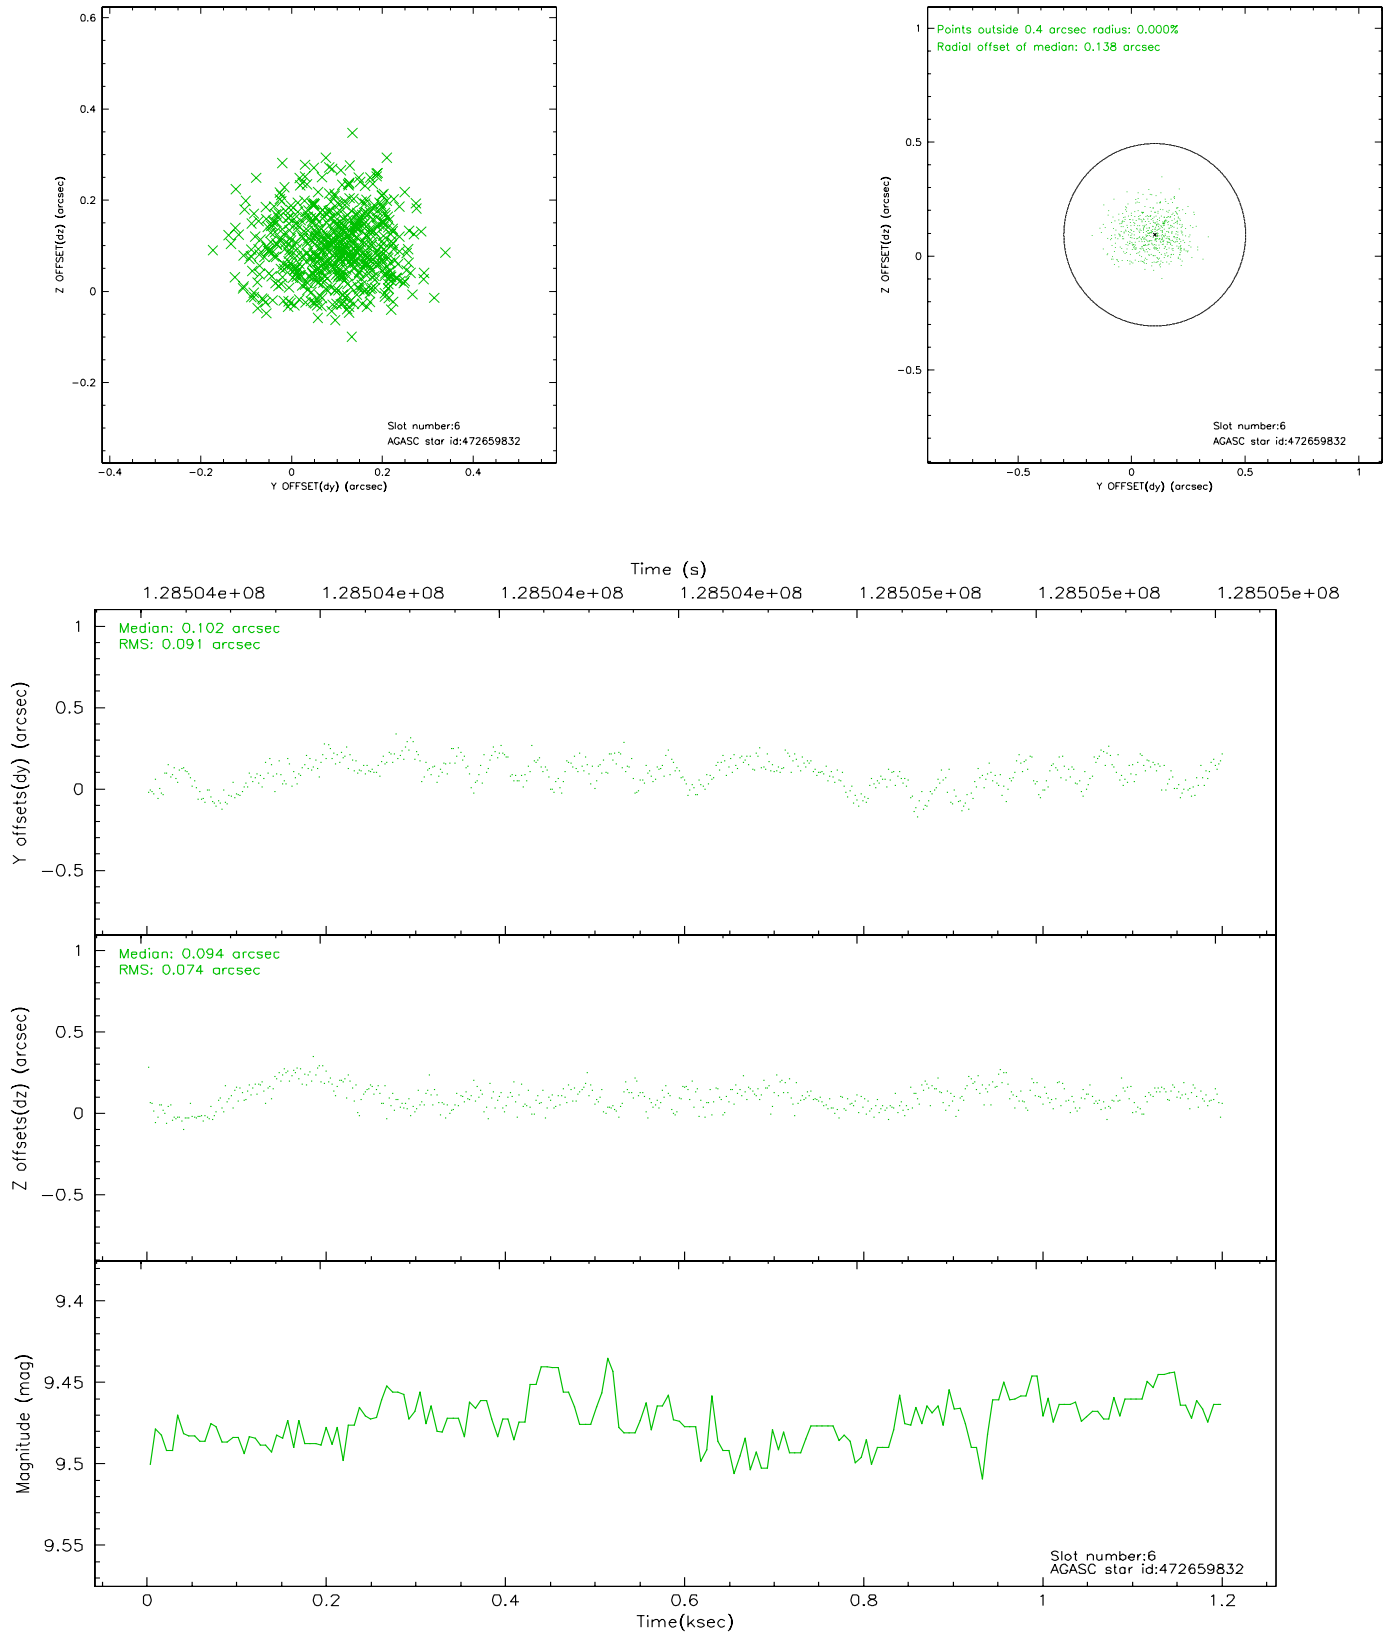 0.6
0.4
0.2
0
−0.2
Z OFFSET(dz) (arcsec)
Slot number:6
AGASC star id:472659832
−0.4 −0.2 0 0.2 0.4
Y OFFSET(dy) (arcsec)
Points outside 0.4 arcsec radius: 0.000%
Radial offset of median: 0.138 arcsec
1
0.5
0
−0.5
Z OFFSET(dz) (arcsec)
Slot number:6
AGASC star id:472659832
−0.5 0 0.5 1
Y OFFSET(dy) (arcsec)
Time (s)
1.28504e+08 1.28504e+08 1.28504e+08 1.28504e+08 1.28505e+08 1.28505e+08 1.28505e+08
Median: 0.102 arcsec
RMS: 0.091 arcsec
1
0.5
0
−0.5
Y offsets(dy) (arcsec)
Median: 0.094 arcsec
RMS: 0.074 arcsec
1
0.5
0
−0.5
Z offsets(dz) (arcsec)
9.4
9.45
9.5
9.55
Magnitude (mag)
Slot number:6
AGASC star id:472659832
0 0.2 0.4 0.6 0.8 1 1.2
Time(ksec)